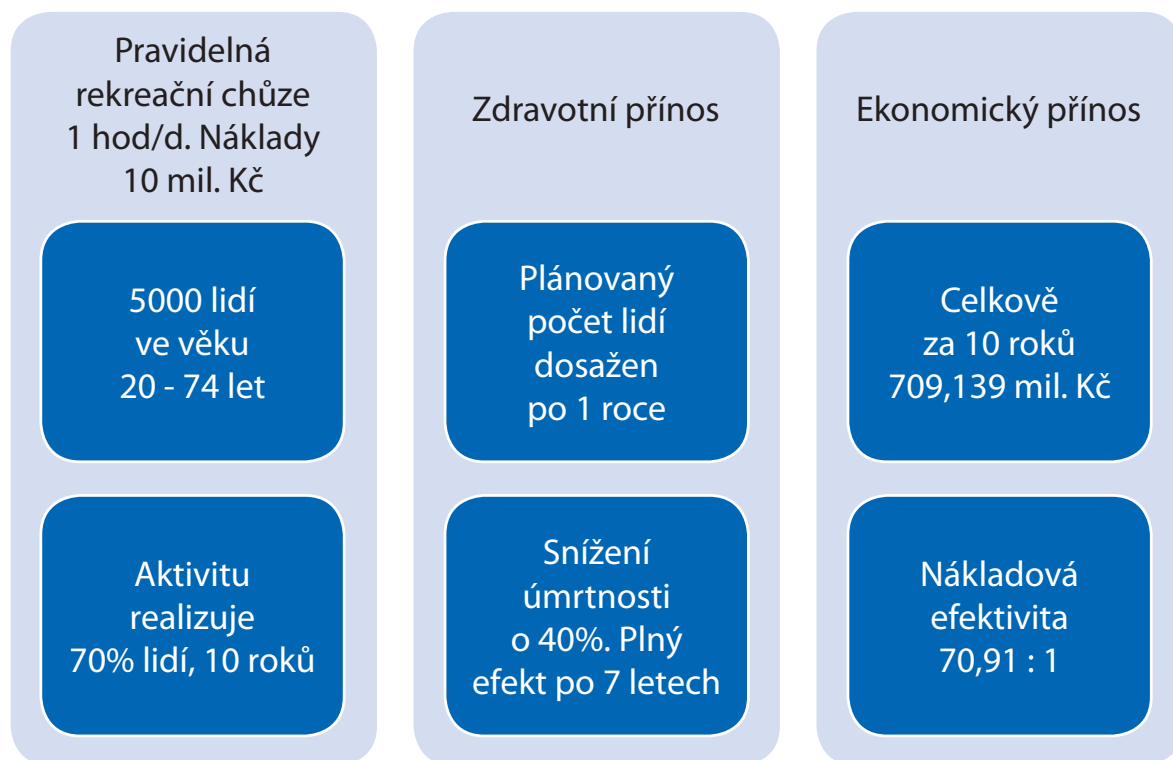 Pravidelná
rekreační chůze
1 hod/d. Náklady
10 mil. Kč
5000 lidí
ve věku
20 - 74 let
Aktivitu
realizuje
70% lidí, 10 roků
Zdravotní přínos
Plánovaný
počet lidí
dosažen
po 1 roce
Snížení
úmrtnosti
o 40%. Plný
efekt po 7 letech
Ekonomický přínos
Celkově
za 10 roků
709,139 mil. Kč
Nákladová
efektivita
70,91 : 1